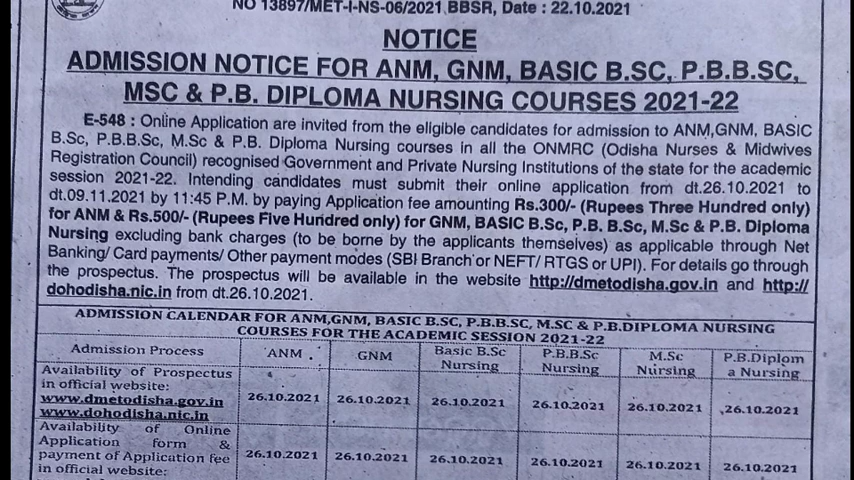 NO 13897/MET-I-NS-06/2021 BBSR, Date : 22.10.2021
NOTICE
ADMISSION NOTICE FOR ANM, GNM, BASIC B.SC, P.B.B.SC,
MSC & P.B. DIPLOMA NURSING COURSES 2021-22
E-548 : Online Application are invited from the eligible candidates for admission to ANM,GNM, BASIC
B.Sc, P.B.B.Sc, M.Sc & P.B. Diploma Nursing courses in all the ONMRC (Odisha Nurses & Midwives
Registration Council) recognised Government and Private Nursing Institutions of the state for the academic
session 2021-22. Intending candidates must submit their online application from dt.26.10.2021 to
dt.09.11.2021 by 11:45 P.M. by paying Application fee amounting Rs.300/- (Rupees Three Hundred only)
for ANM & Rs.500/- (Rupees Five Hundred only) for GNM, BASIC B.Sc, P.B. B.Sc, M.Sc & P.B. Diploma
Nursing excluding bank charges (to be borne by the applicants themselves) as applicable through Net
Banking/ Card payments/ Other payment modes (SBI Branch or NEFT/ RTGS or UPI). For details go through
the prospectus. The prospectus will be available in the website http://dmetodisha.gov.in and http://
dohodisha.nic.in from dt.26.10.2021.
ADMISSION CALENDAR FOR ANM,GNM, BASIC B.SC, P.B.B.SC, M.SC & P.B.DIPLOMA NURSING
COURSES FOR THE ACADEMIC SESSION 2021-22
Admission Process ANM GNM Basic B.Sc Nursing P.B.B.Sc Nursing M.Sc Nursing P.B.Diplom a Nursing
Availability of Prospectus
in official website:
www.dmetodisha.gov.in
www.dohodisha.nic.in
26.10.2021 26.10.2021 26.10.2021 26.10.2021 26.10.2021 26.10.2021
Availability of Online
Application form &
payment of Application fee
in official website:
26.10.2021 26.10.2021 26.10.2021 26.10.2021 26.10.2021 26.10.2021